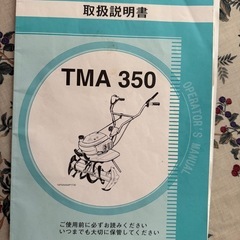 取扱説明書
TMA 350
OPERATOR'S MANUAL
ご使用前に必ずお読みください
いつまでも大切に保管してください